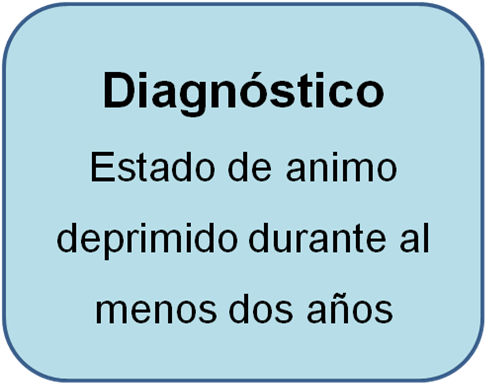 Diagnóstico
Estado de animo
deprimido durante al
menos dos años